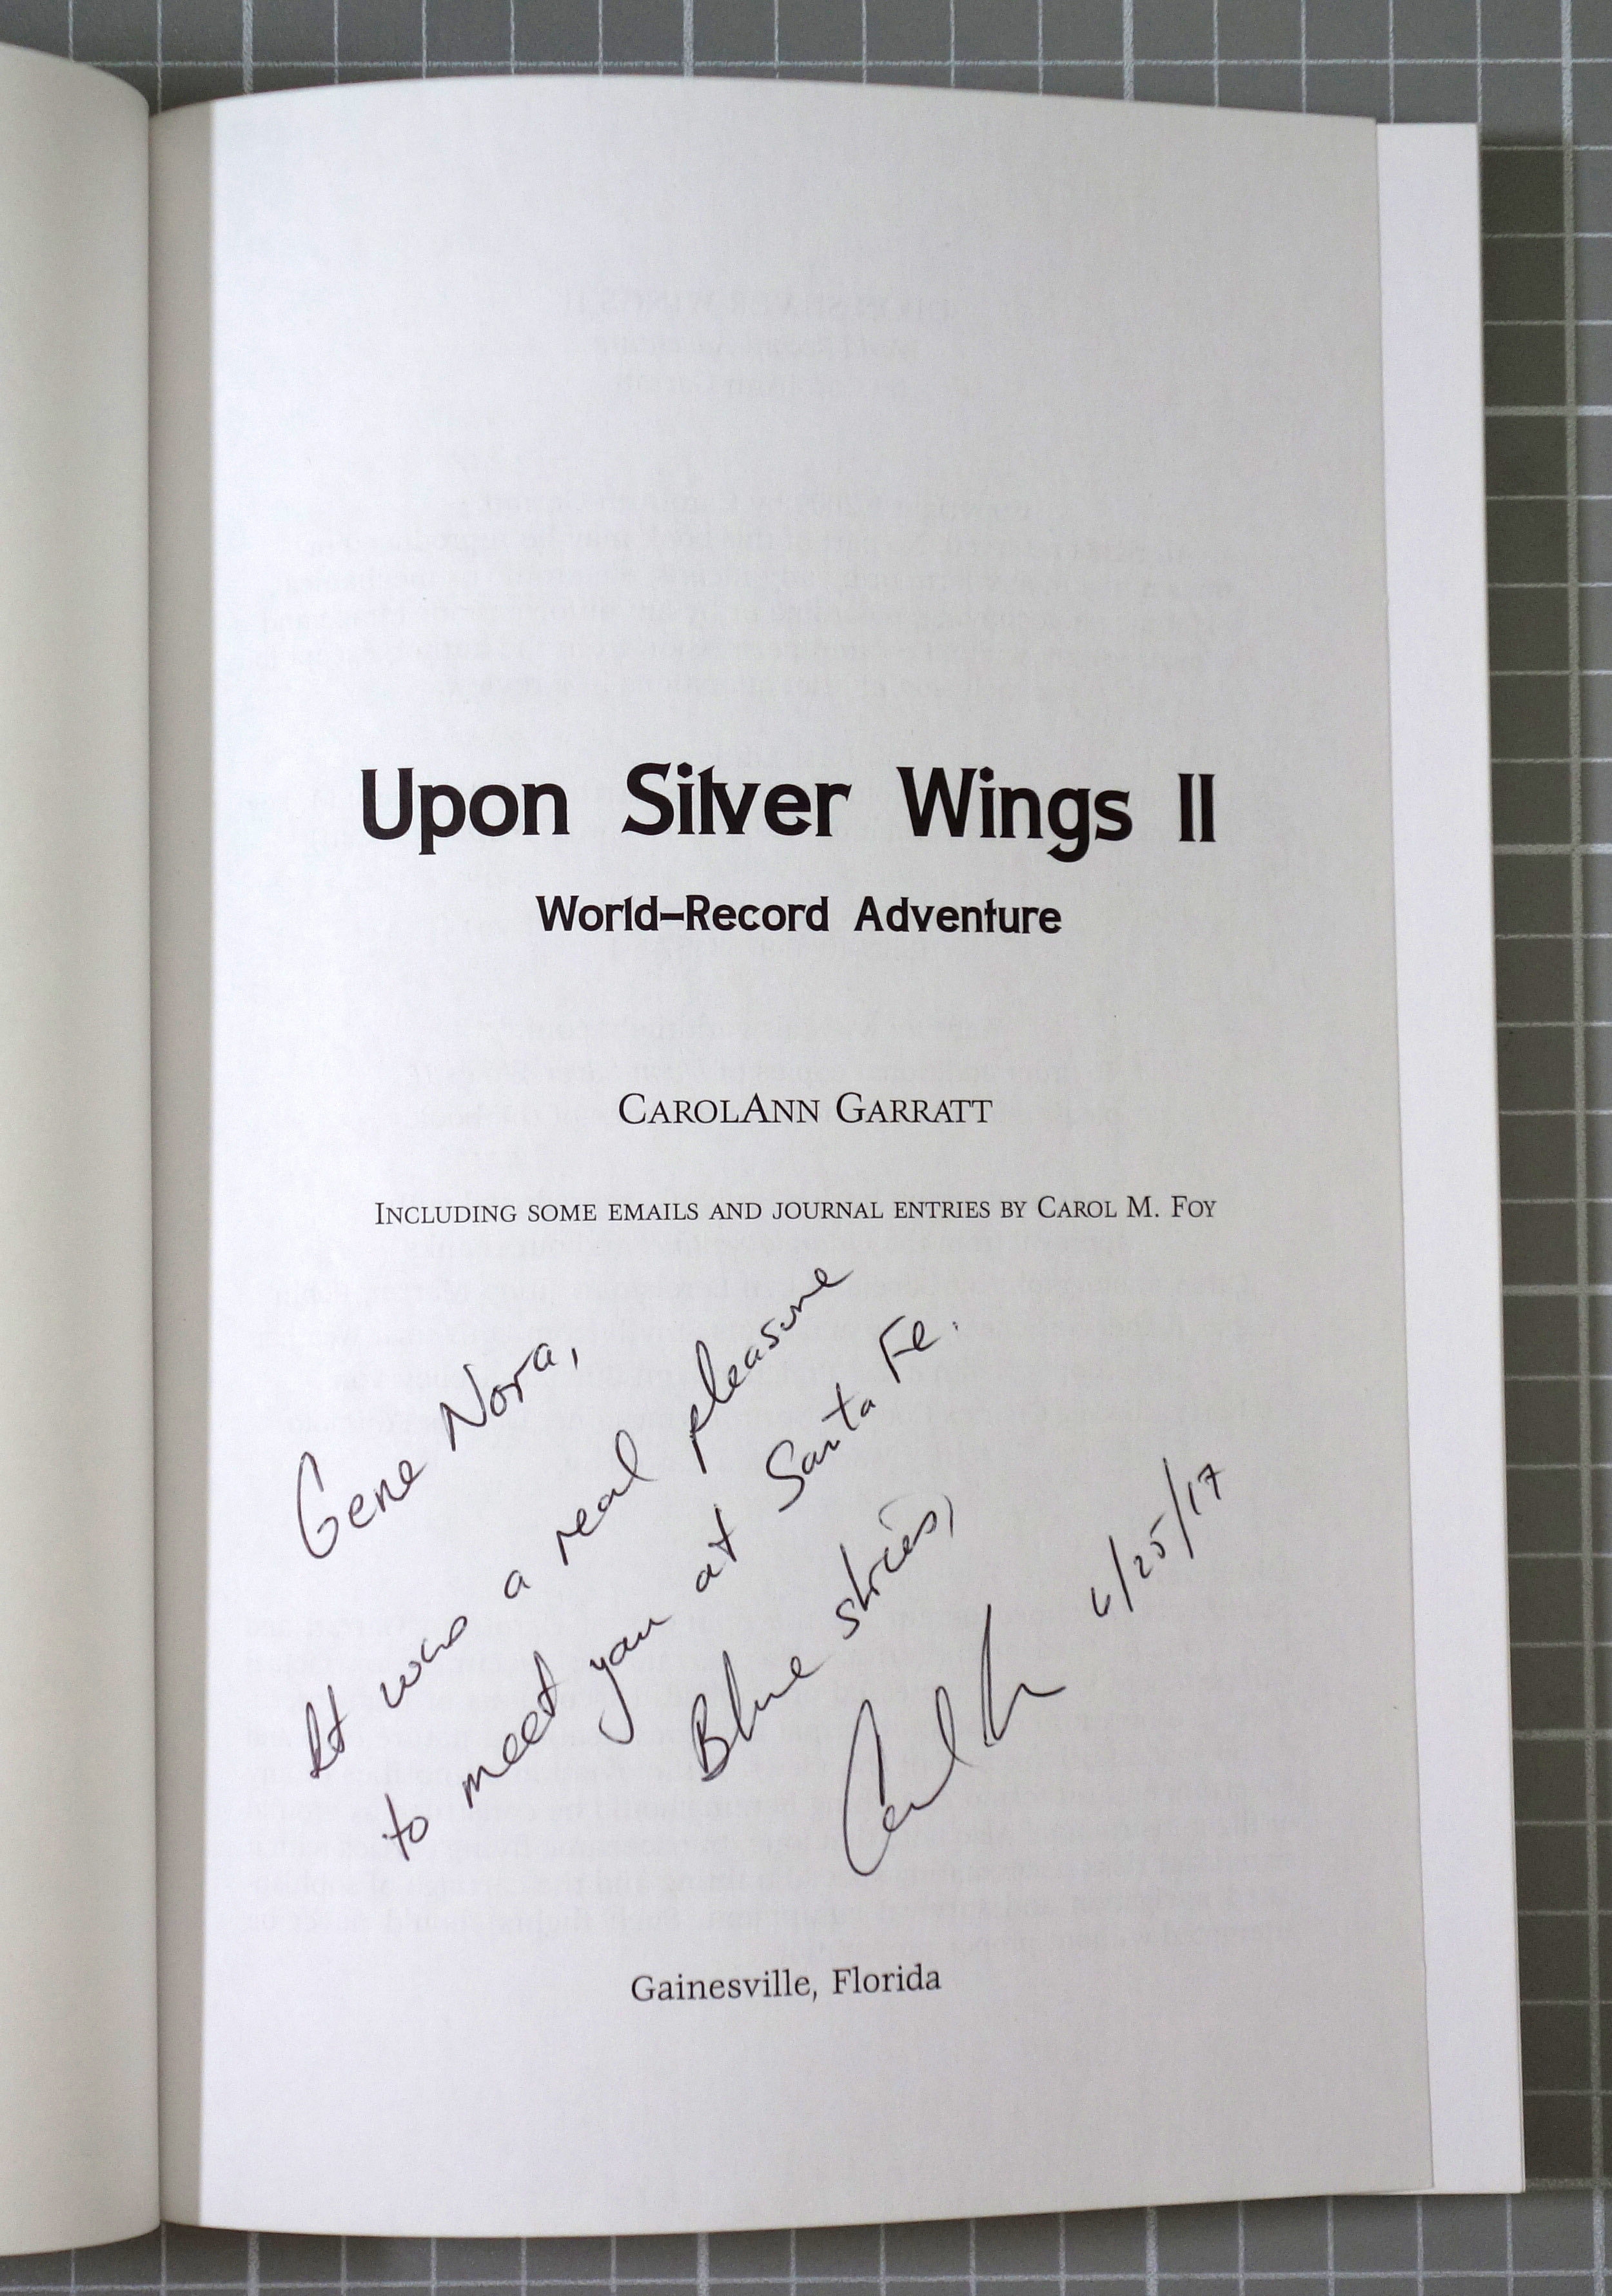 Upon Silver Wings II
World-Record Adventure
CAROLANN GARRATT
INCLUDING SOME EMAILS AND JOURNAL ENTRIES BY CAROL M. FOY
Gene Nora,
It was a real pleasure
to meet you at Santa Fe.
Blue skies,
6/25/17
Gainesville, Florida